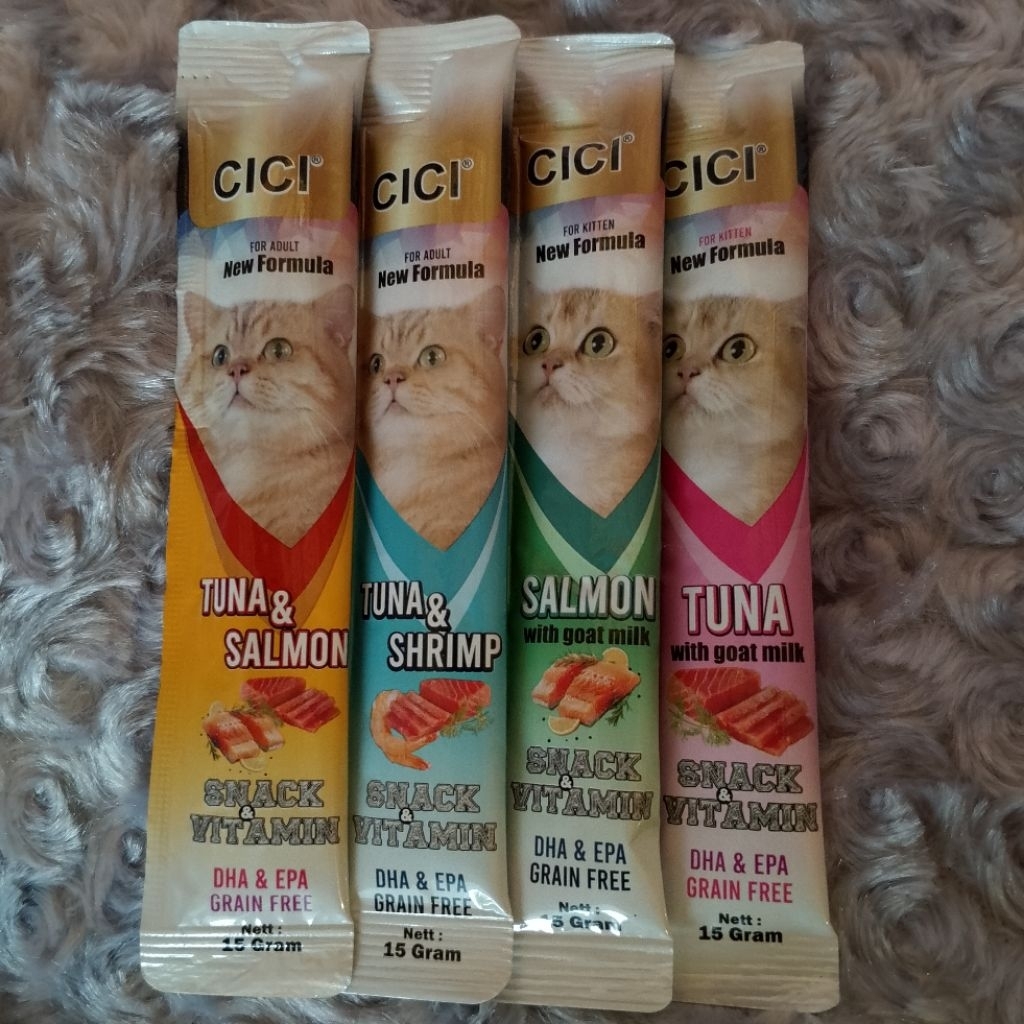 CICI®
FOR ADULT
New Formula
TUNA &
SALMON
SNACK
&
VITAMIN
DHA & EPA
GRAIN FREE
Nett :
15 Gram
CICI®
FOR ADULT
New Formula
TUNA &
SHRIMP
SNACK
&
VITAMIN
DHA & EPA
GRAIN FREE
Nett :
15 Gram
CICI®
FOR KITTEN
New Formula
SALMON
with goat milk
SNACK
&
VITAMIN
DHA & EPA
GRAIN FREE
Nett :
15 Gram
CICI®
FOR KITTEN
New Formula
TUNA
with goat milk
SNACK
&
VITAMIN
DHA & EPA
GRAIN FREE
Nett :
15 Gram